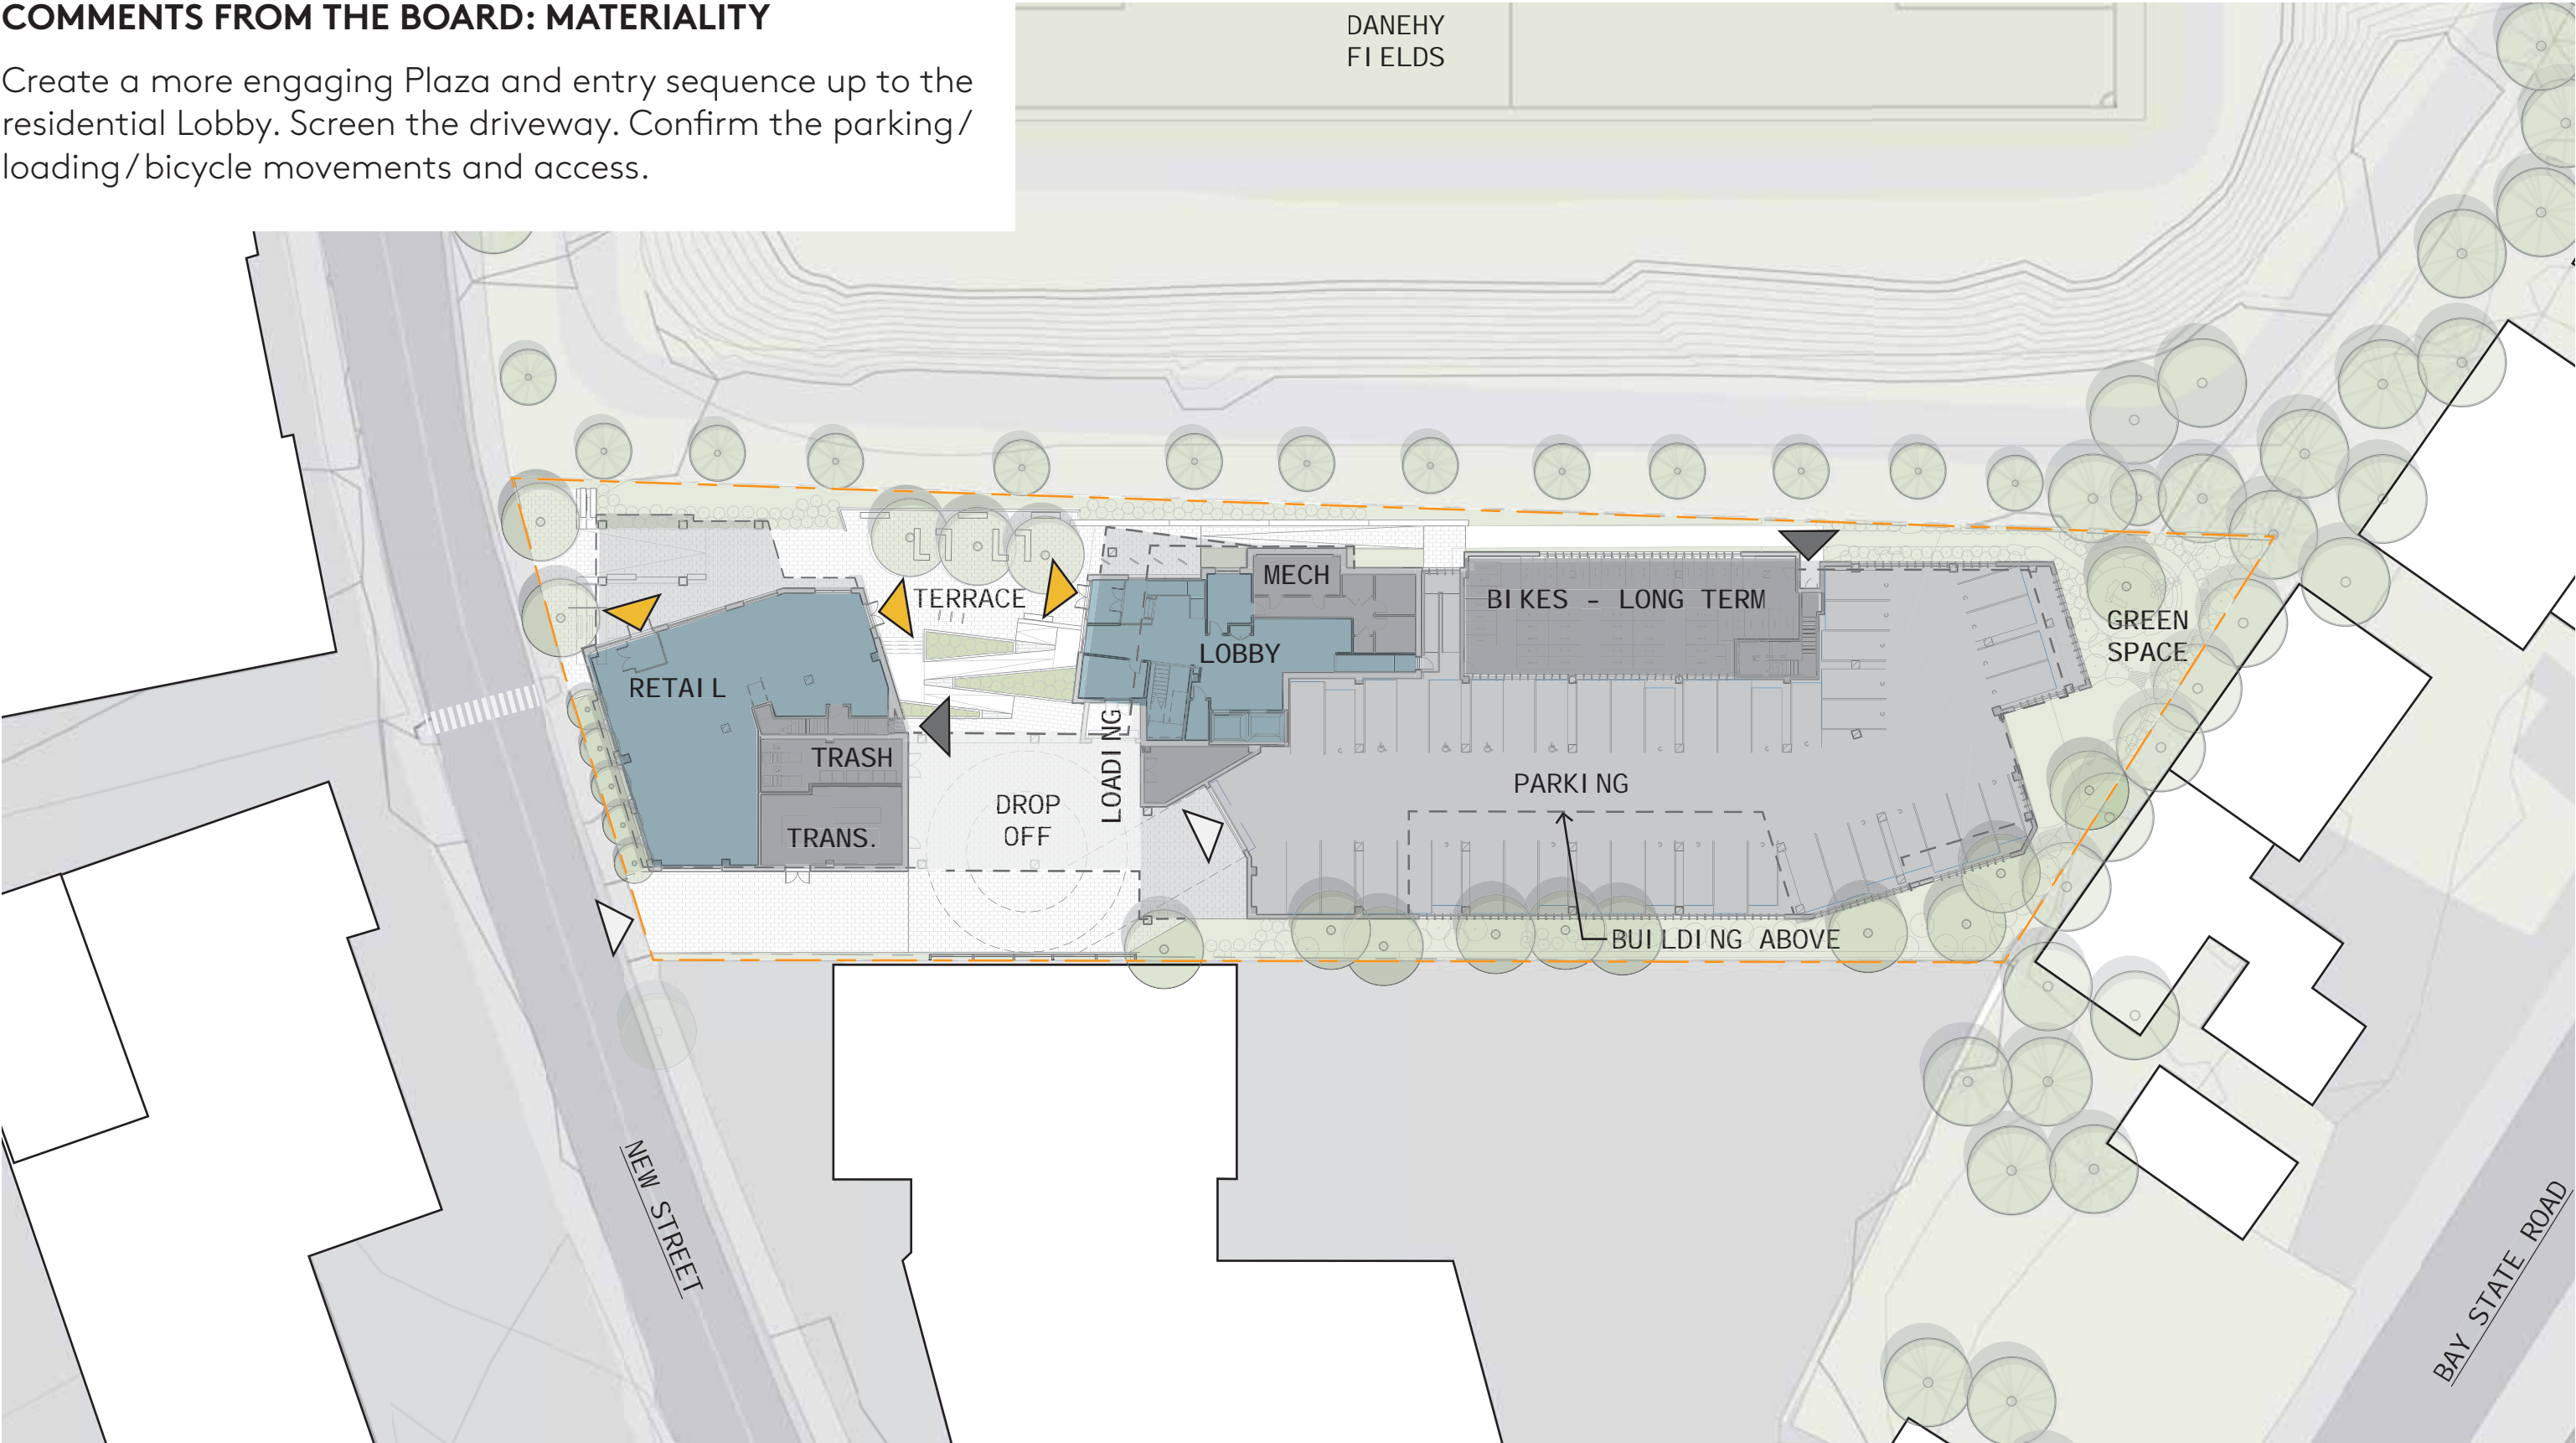 COMMENTS FROM THE BOARD: MATERIALITY
Create a more engaging Plaza and entry sequence up to the
residential Lobby. Screen the driveway. Confirm the parking/
loading/bicycle movements and access.
DANEHY
FIELDS
MECH
TERRACE
BIKES - LONG TERM
GREEN
SPACE
LOBBY
RETAIL
LOADING
TRASH
PARKING
DROP
OFF
TRANS.
BUILDING ABOVE
NEW STREET
BAY STATE ROAD